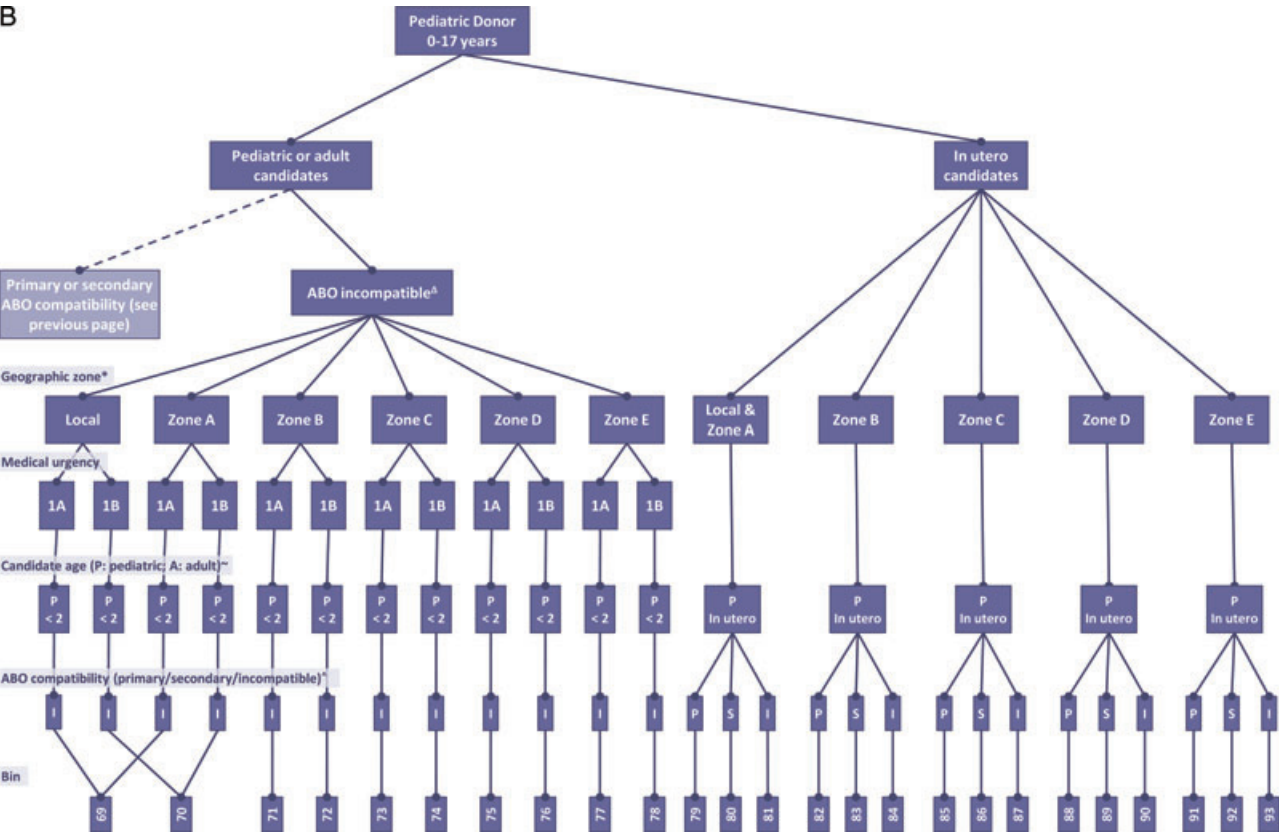 B
Pediatric Donor
0-17 years
Pediatric or adult
candidates
In utero
candidates
Primary or secondary
ABO compatibility (see
previous page)
ABO incompatibleΔ
Geographic zone*
Local
Zone A
Zone B
Zone C
Zone D
Zone E
Local &
Zone A
Zone B
Zone C
Zone D
Zone E
Medical urgency
1A 1B 1A 1B 1A 1B 1A 1B 1A 1B 1A 1B
Candidate age (P: pediatric; A: adult)~
P P P P P P P P P P P P P P P P P
< 2 < 2 < 2 < 2 < 2 < 2 < 2 < 2 < 2 < 2 < 2 < 2 In utero In utero In utero In utero In utero
ABO compatibility (primary/secondary/incompatible)^
I I I I I I I I I I I I P S I P S I P S I P S I P S I
Bin
69 70 71 72 73 74 75 76 77 78 79 80 81 82 83 84 85 86 87 88 89 90 91 92 93